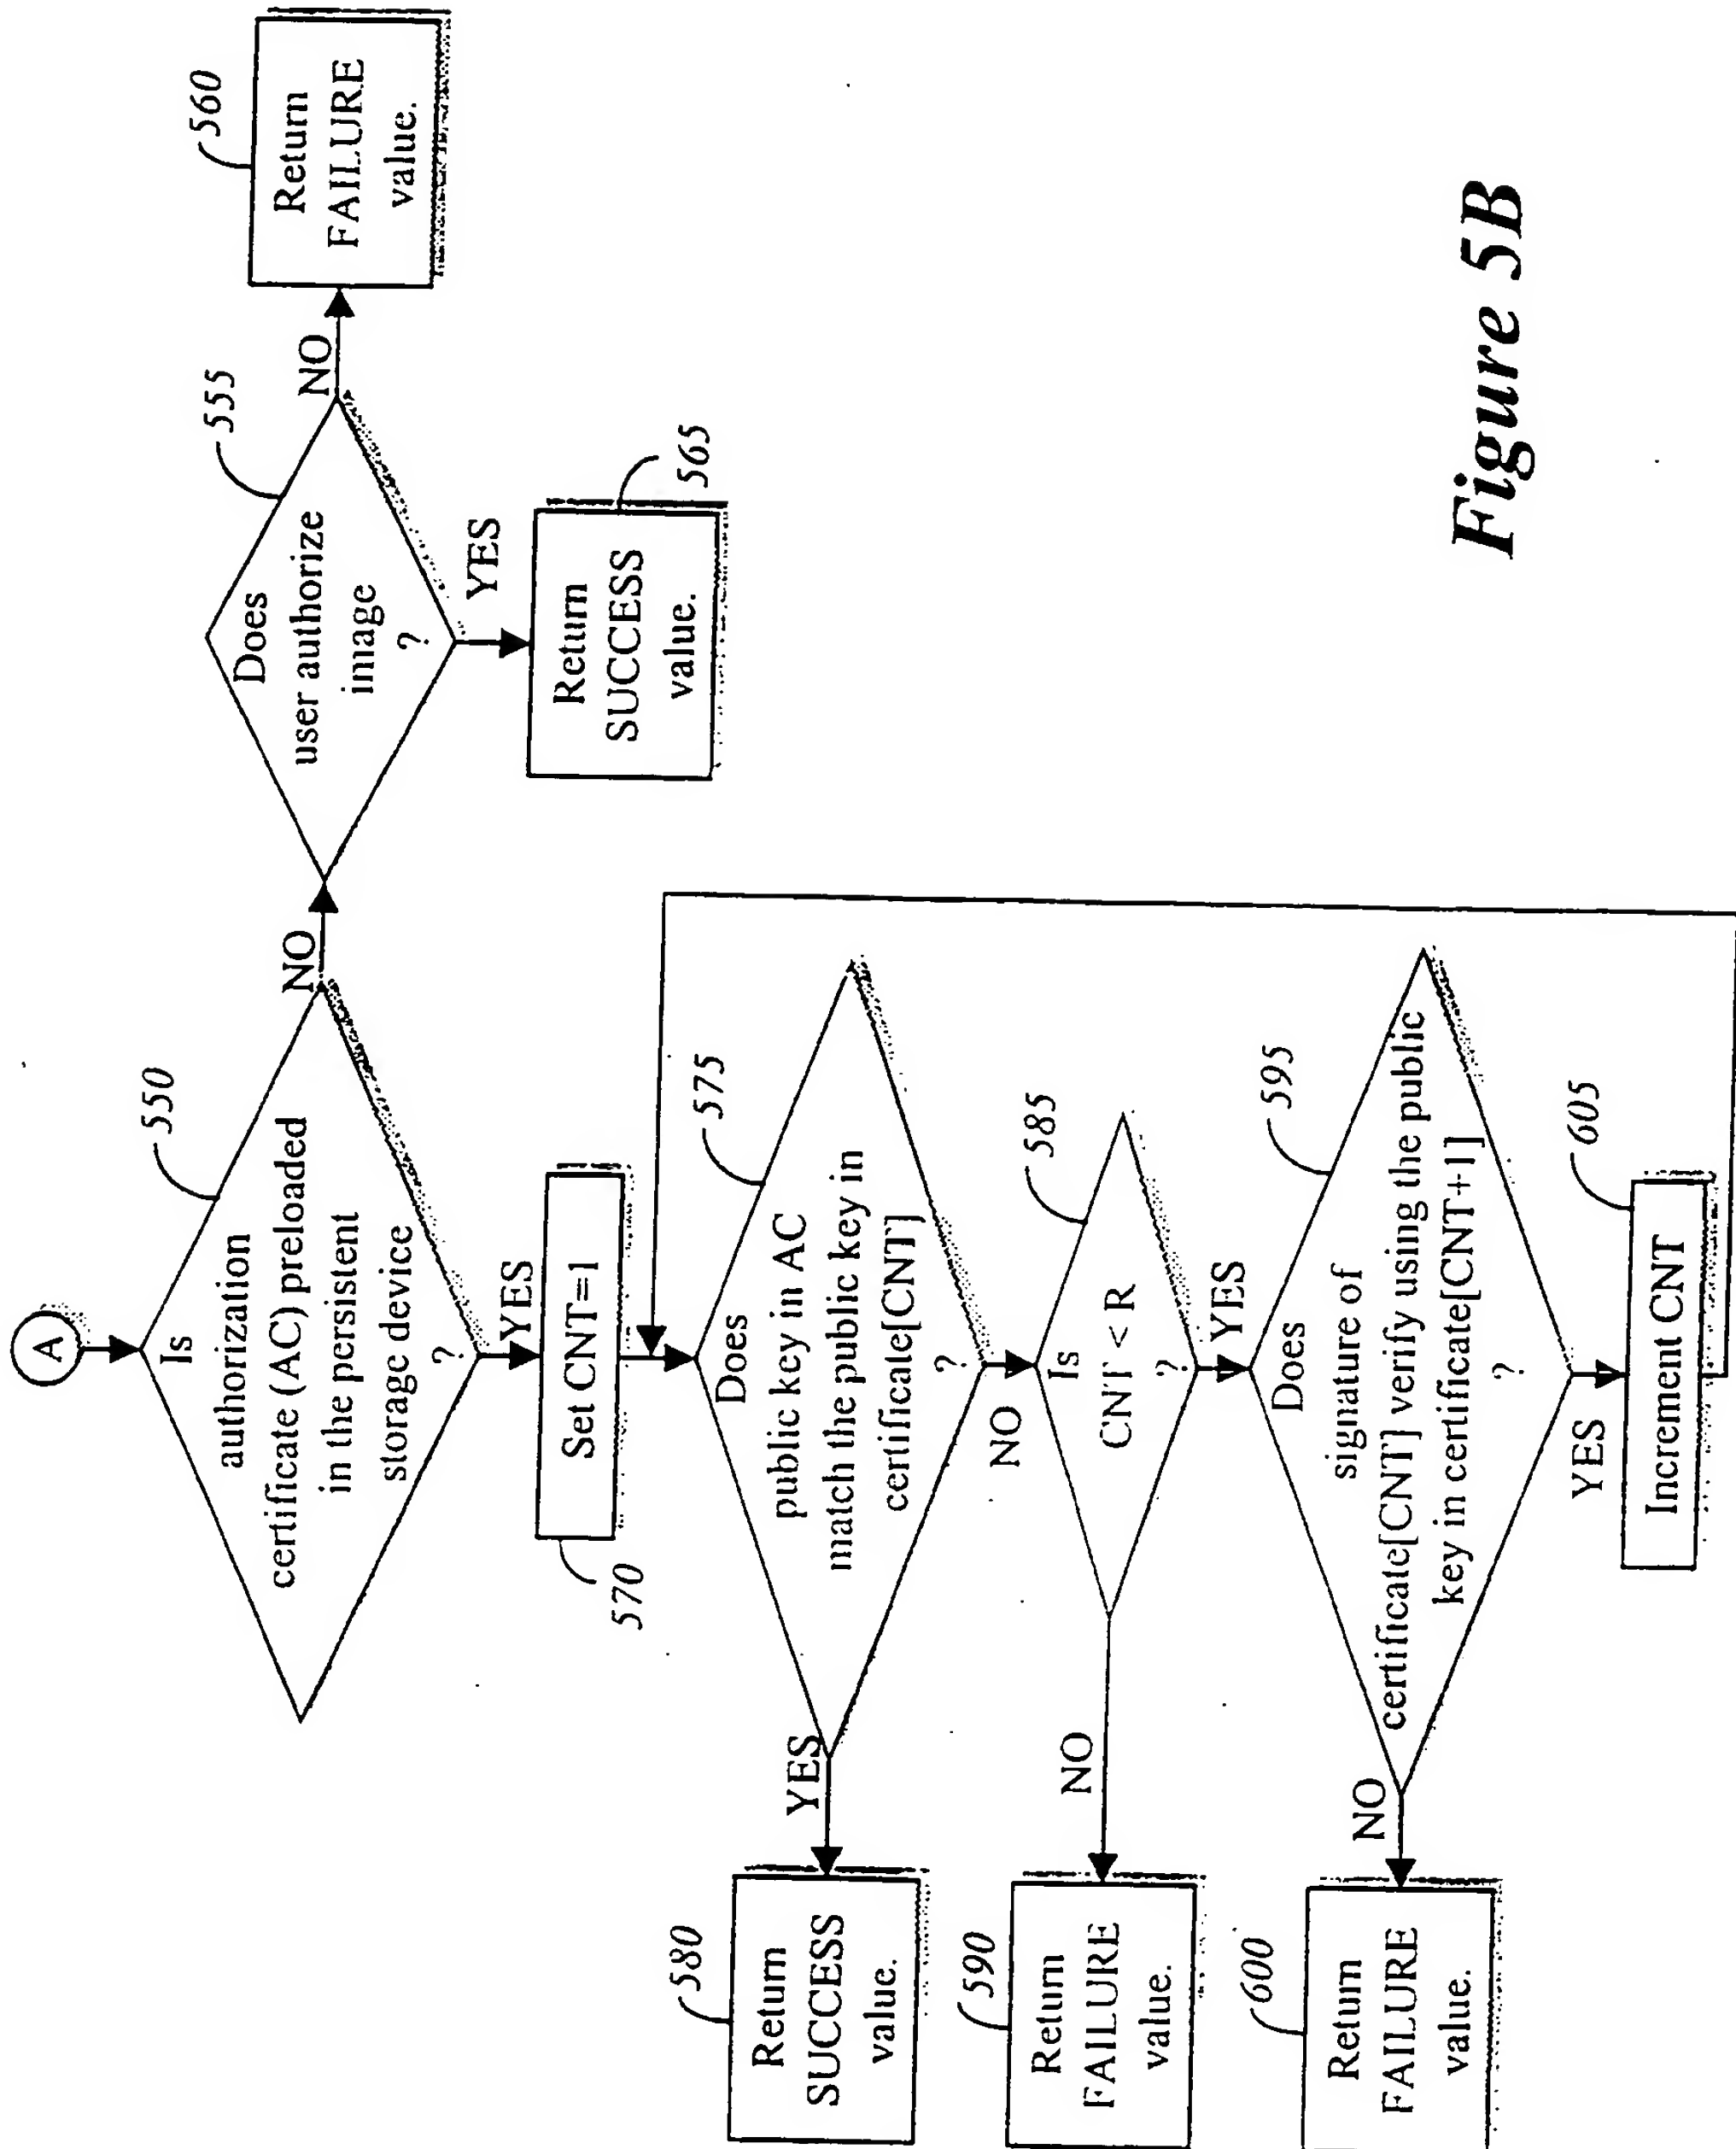 A
550
Is
authorization
certificate (AC) preloaded
in the persistent
storage device
?
NO
YES
555
Does
user authorize
image
?
NO
YES
560
Return
FAILURE
value.
565
Return
SUCCESS
value.
Set CNT=1
570
575
Does
public key in AC
match the public key in
certificate[CNT]
?
YES
NO
580
Return
SUCCESS
value.
585
Is
CNT < R
?
NO
YES
590
Return
FAILURE
value.
595
Does
signature of
certificate[CNT] verify using the public
key in certificate[CNT+1]
?
NO
YES
600
Return
FAILURE
value.
605
Increment CNT
Figure 5B